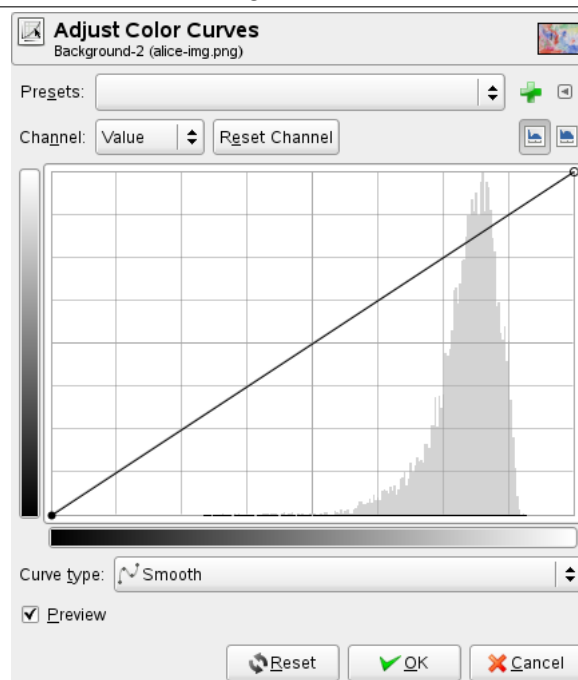 Adjust Color Curves
Background-2 (alice-img.png)
Presets:
Channel: Value Reset Channel
Curve type: Smooth
Preview
Reset OK Cancel